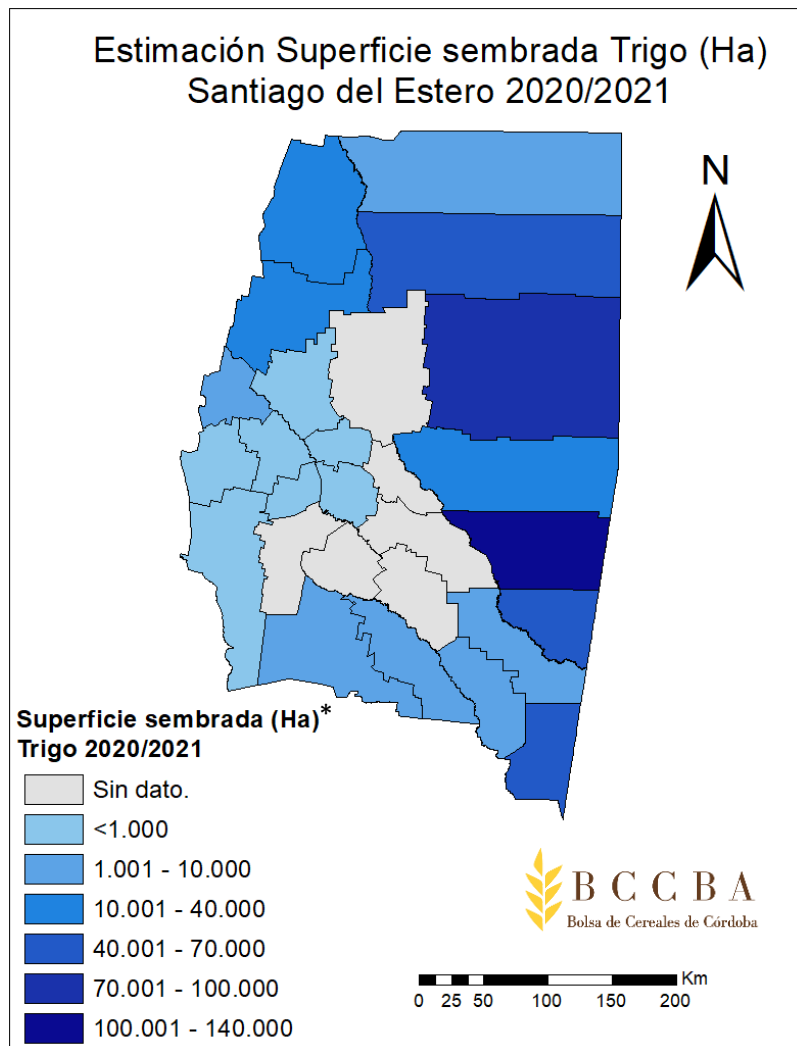 Estimación Superficie sembrada Trigo (Ha)
Santiago del Estero 2020/2021
N
Superficie sembrada (Ha)*
Trigo 2020/2021
Sin dato.
<1.000
1.001 - 10.000
10.001 - 40.000
40.001 - 70.000
70.001 - 100.000
100.001 - 140.000
BCCBA
Bolsa de Cereales de Córdoba
Km
0 25 50 100 150 200